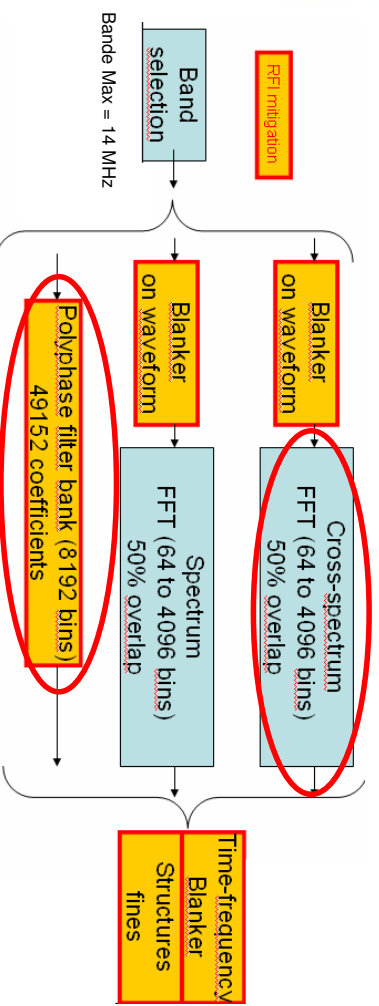 RFI mitigation
Band
selection
Bande Max = 14 MHz
Blanker
on waveform
Cross-spectrum
FFT (64 to 4096 bins)
50% overlap
Blanker
on waveform
Spectrum
FFT (64 to 4096 bins)
50% overlap
Polyphase filter bank (8192 bins)
49152 coefficients
Time-frequency
Blanker
Structures
fines